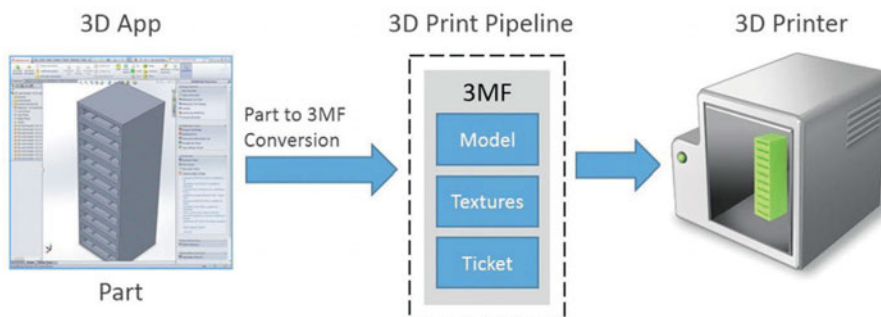 3D App
3D Print Pipeline
3D Printer
Part to 3MF
Conversion
3MF
Model
Textures
Ticket
Part